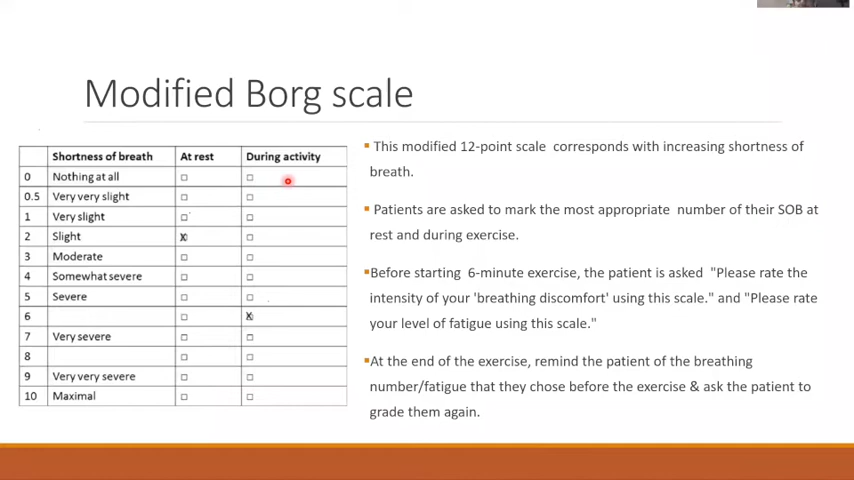 Modified Borg scale
Shortness of breath At rest During activity
0 Nothing at all □ □
0.5 Very very slight □ □
1 Very slight □ □
2 Slight X □
3 Moderate □ □
4 Somewhat severe □ □
5 Severe □ □
6 □ X
7 Very severe □ □
8 □ □
9 Very very severe □ □
10 Maximal □ □
▪ This modified 12-point scale corresponds with increasing shortness of
breath.
▪ Patients are asked to mark the most appropriate number of their SOB at
rest and during exercise.
▪Before starting 6-minute exercise, the patient is asked "Please rate the
intensity of your 'breathing discomfort' using this scale." and "Please rate
your level of fatigue using this scale."
▪At the end of the exercise, remind the patient of the breathing
number/fatigue that they chose before the exercise & ask the patient to
grade them again.